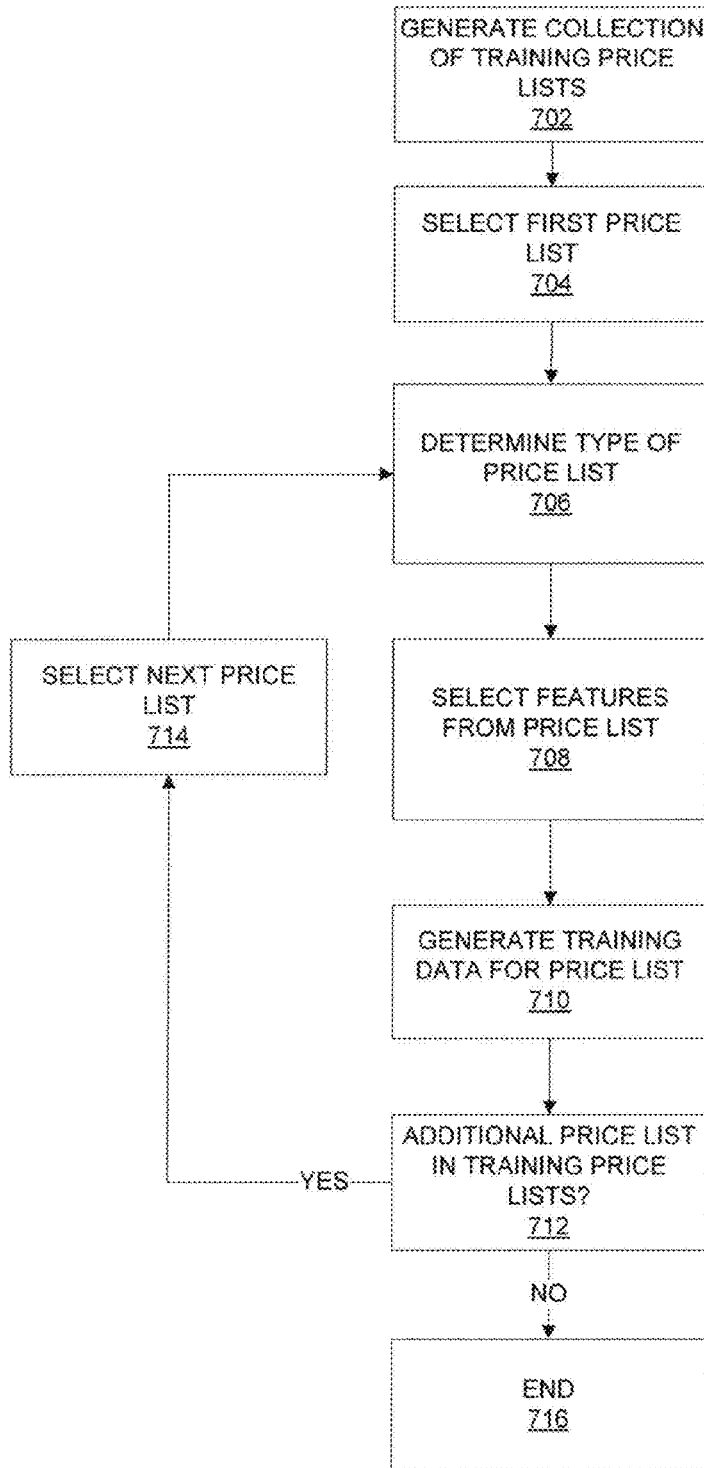 GENERATE COLLECTION
OF TRAINING PRICE
LISTS
702
SELECT FIRST PRICE
LIST
704
DETERMINE TYPE OF
PRICE LIST
706
SELECT NEXT PRICE
LIST
714
SELECT FEATURES
FROM PRICE LIST
708
GENERATE TRAINING
DATA FOR PRICE LIST
710
ADDITIONAL PRICE LIST
IN TRAINING PRICE
LISTS?
712
YES
NO
END
716